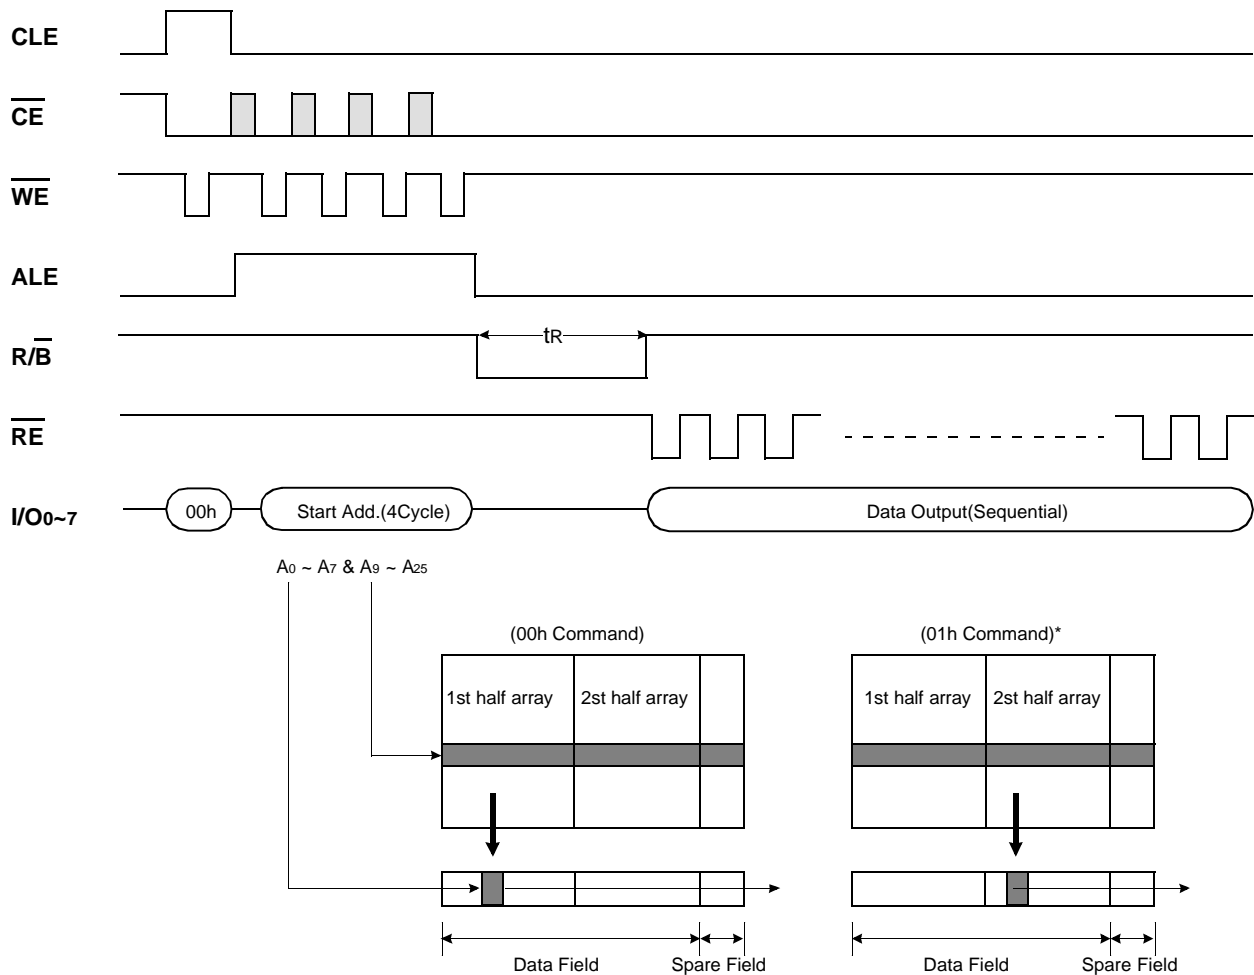 CLE
CE
WE
ALE
R/B
tR
RE
I/O0~7
00h
Start Add.(4Cycle)
Data Output(Sequential)
A0 ~ A7 & A9 ~ A25
(00h Command)
(01h Command)*
1st half array
2st half array
1st half array
2st half array
Data Field
Spare Field
Data Field
Spare Field